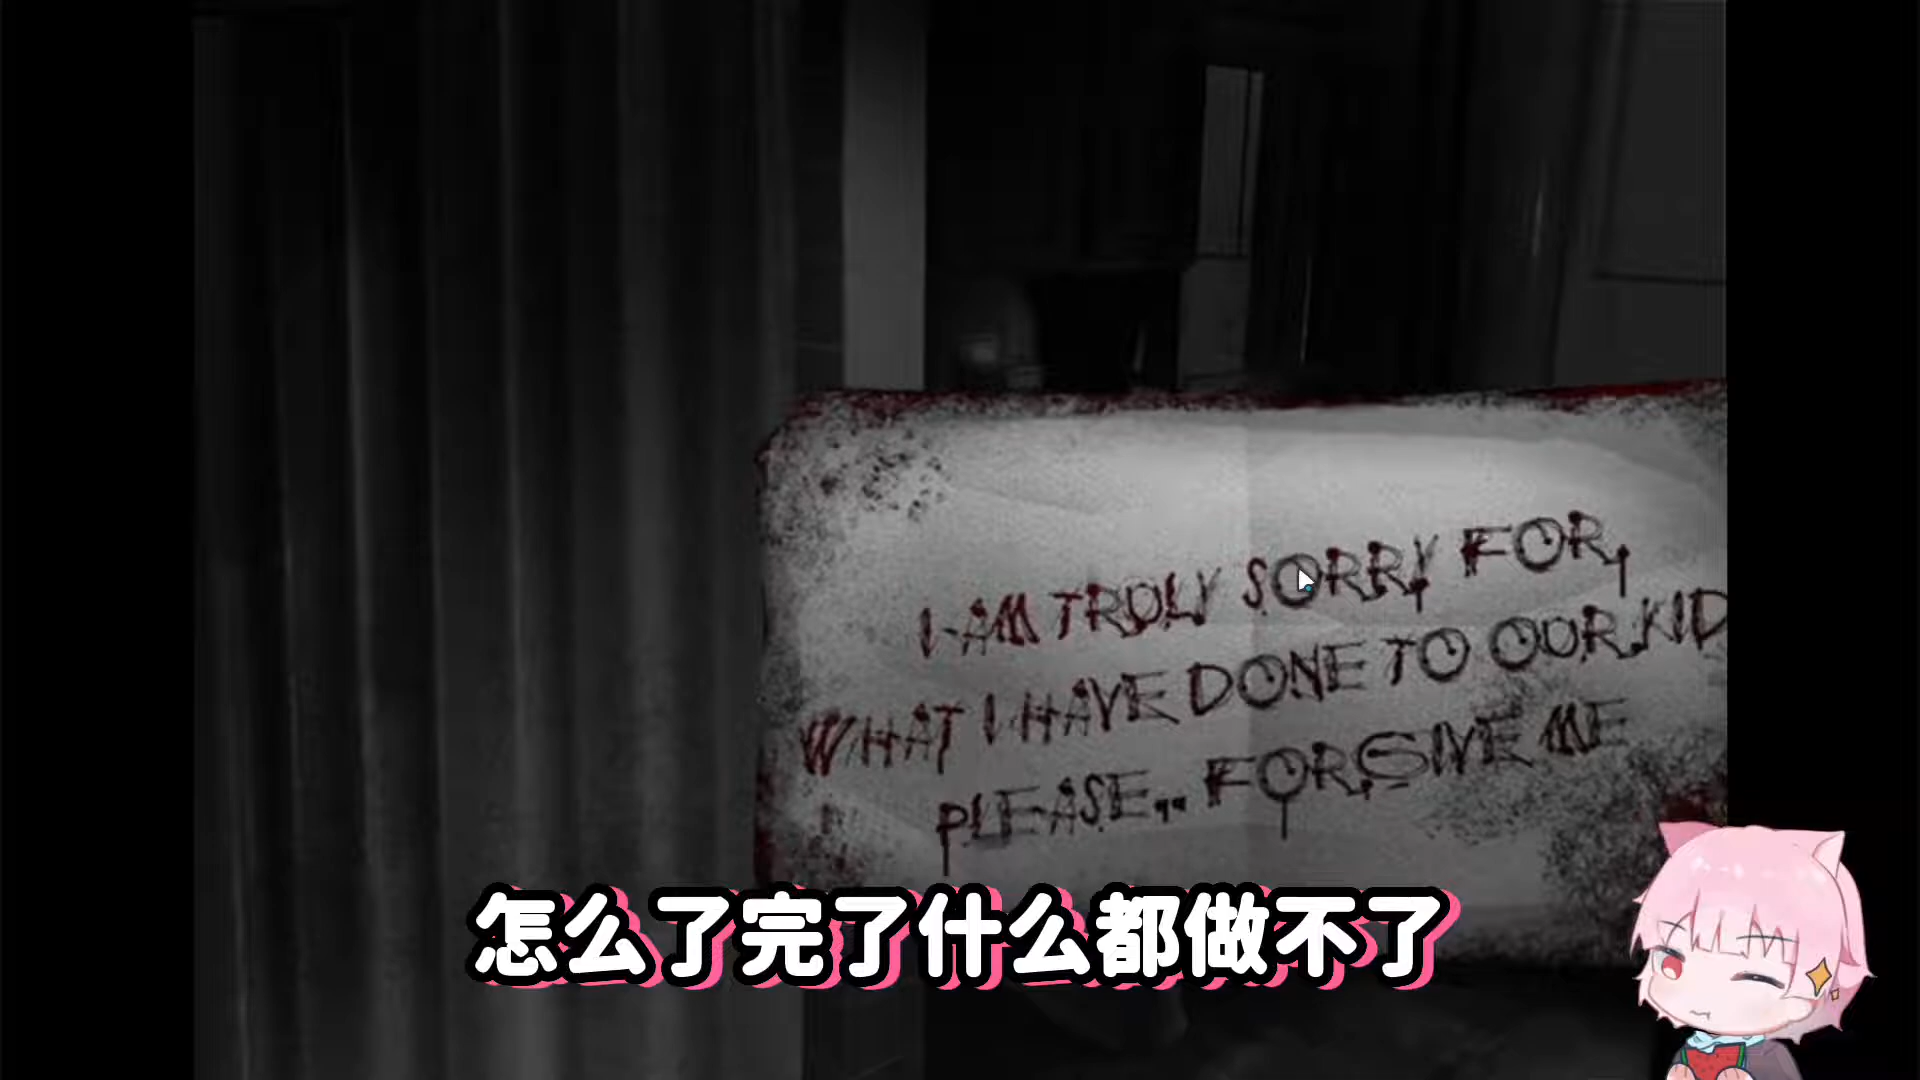 I AM TRULY SORRY FOR,
WHAT I HAVE DONE TO OUR KID
PLEASE.. FORGIVE ME
怎么了完了什么都做不了